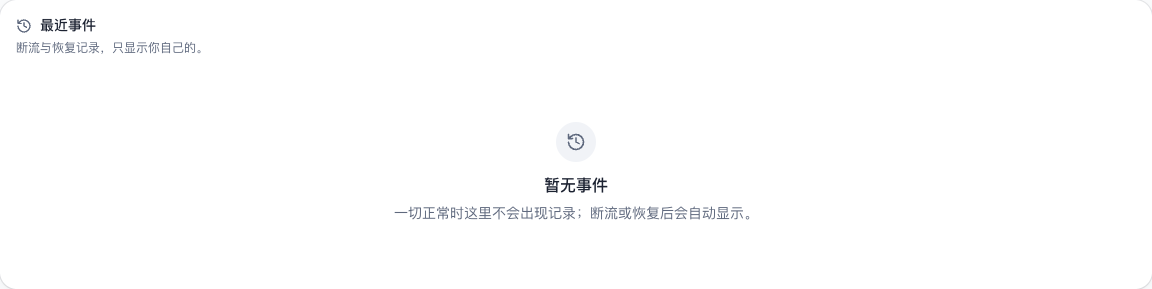 最近事件
断流与恢复记录，只显示你自己的。
暂无事件
一切正常时这里不会出现记录；断流或恢复后会自动显示。